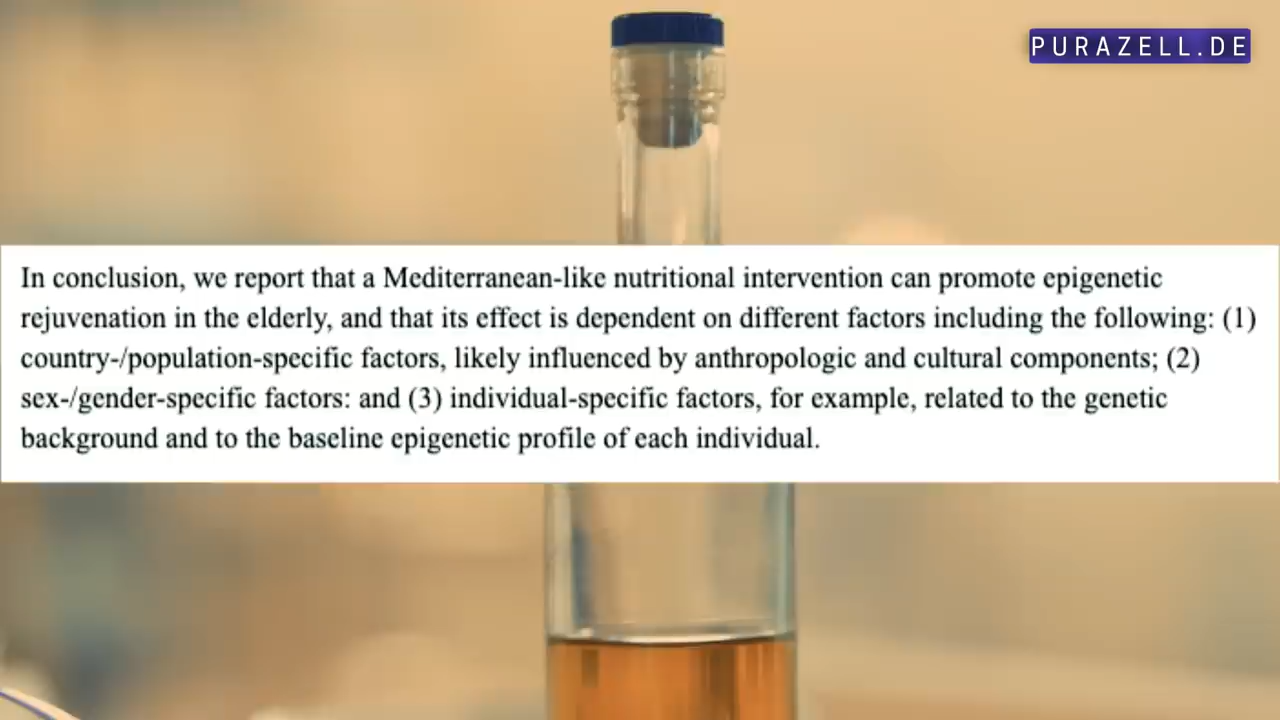 PURAZELL.DE
In conclusion, we report that a Mediterranean-like nutritional intervention can promote epigenetic
rejuvenation in the elderly, and that its effect is dependent on different factors including the following: (1)
country-/population-specific factors, likely influenced by anthropologic and cultural components; (2)
sex-/gender-specific factors: and (3) individual-specific factors, for example, related to the genetic
background and to the baseline epigenetic profile of each individual.